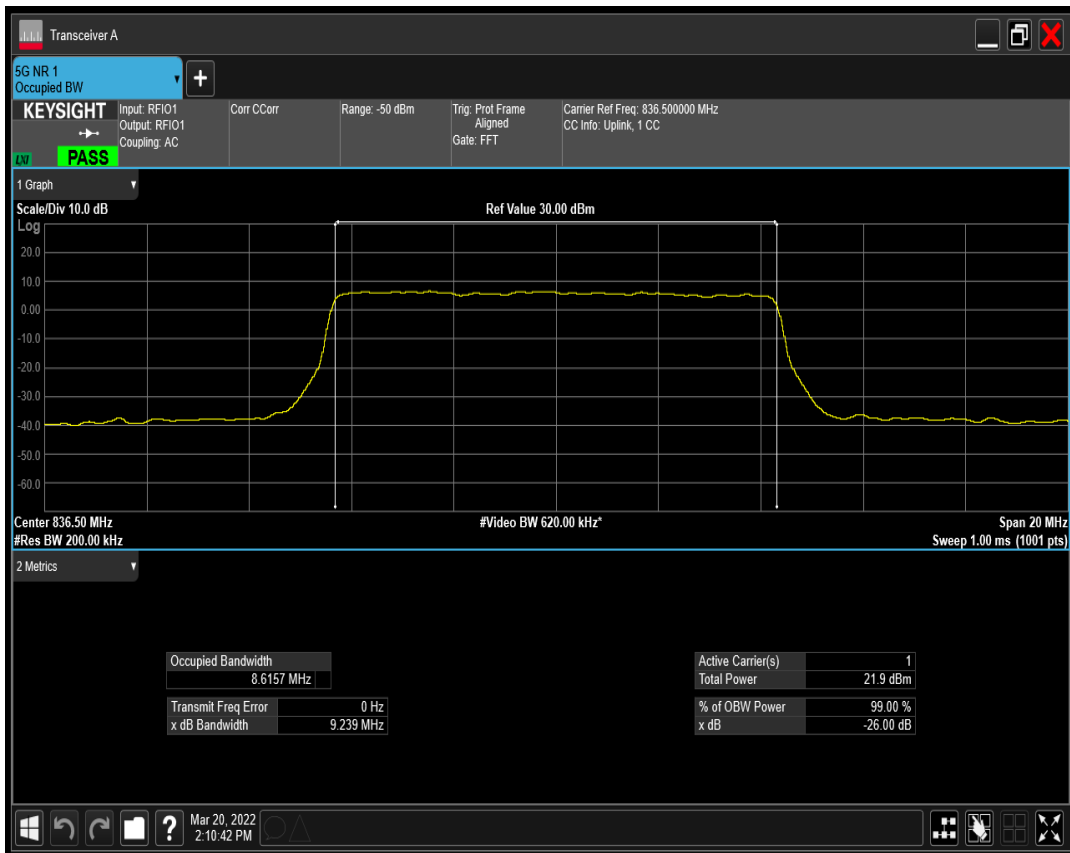 Transceiver A
5G NR 1
Occupied BW
+
KEYSIGHT
LXI
PASS
Input: RFIO1
Output: RFIO1
Coupling: AC
Corr CCorr
Range: -50 dBm
Trig: Prot Frame
Aligned
Gate: FFT
Carrier Ref Freq: 836.500000 MHz
CC Info: Uplink, 1 CC
1 Graph
Scale/Div 10.0 dB
Ref Value 30.00 dBm
Log
20.0
10.0
0.00
-10.0
-20.0
-30.0
-40.0
-50.0
-60.0
Center 836.50 MHz
#Video BW 620.00 kHz*
Span 20 MHz
#Res BW 200.00 kHz
Sweep 1.00 ms (1001 pts)
2 Metrics
Occupied Bandwidth
8.6157 MHz
Transmit Freq Error 0 Hz
x dB Bandwidth 9.239 MHz
Active Carrier(s) 1
Total Power 21.9 dBm
% of OBW Power 99.00 %
x dB -26.00 dB
?
Mar 20, 2022
2:10:42 PM